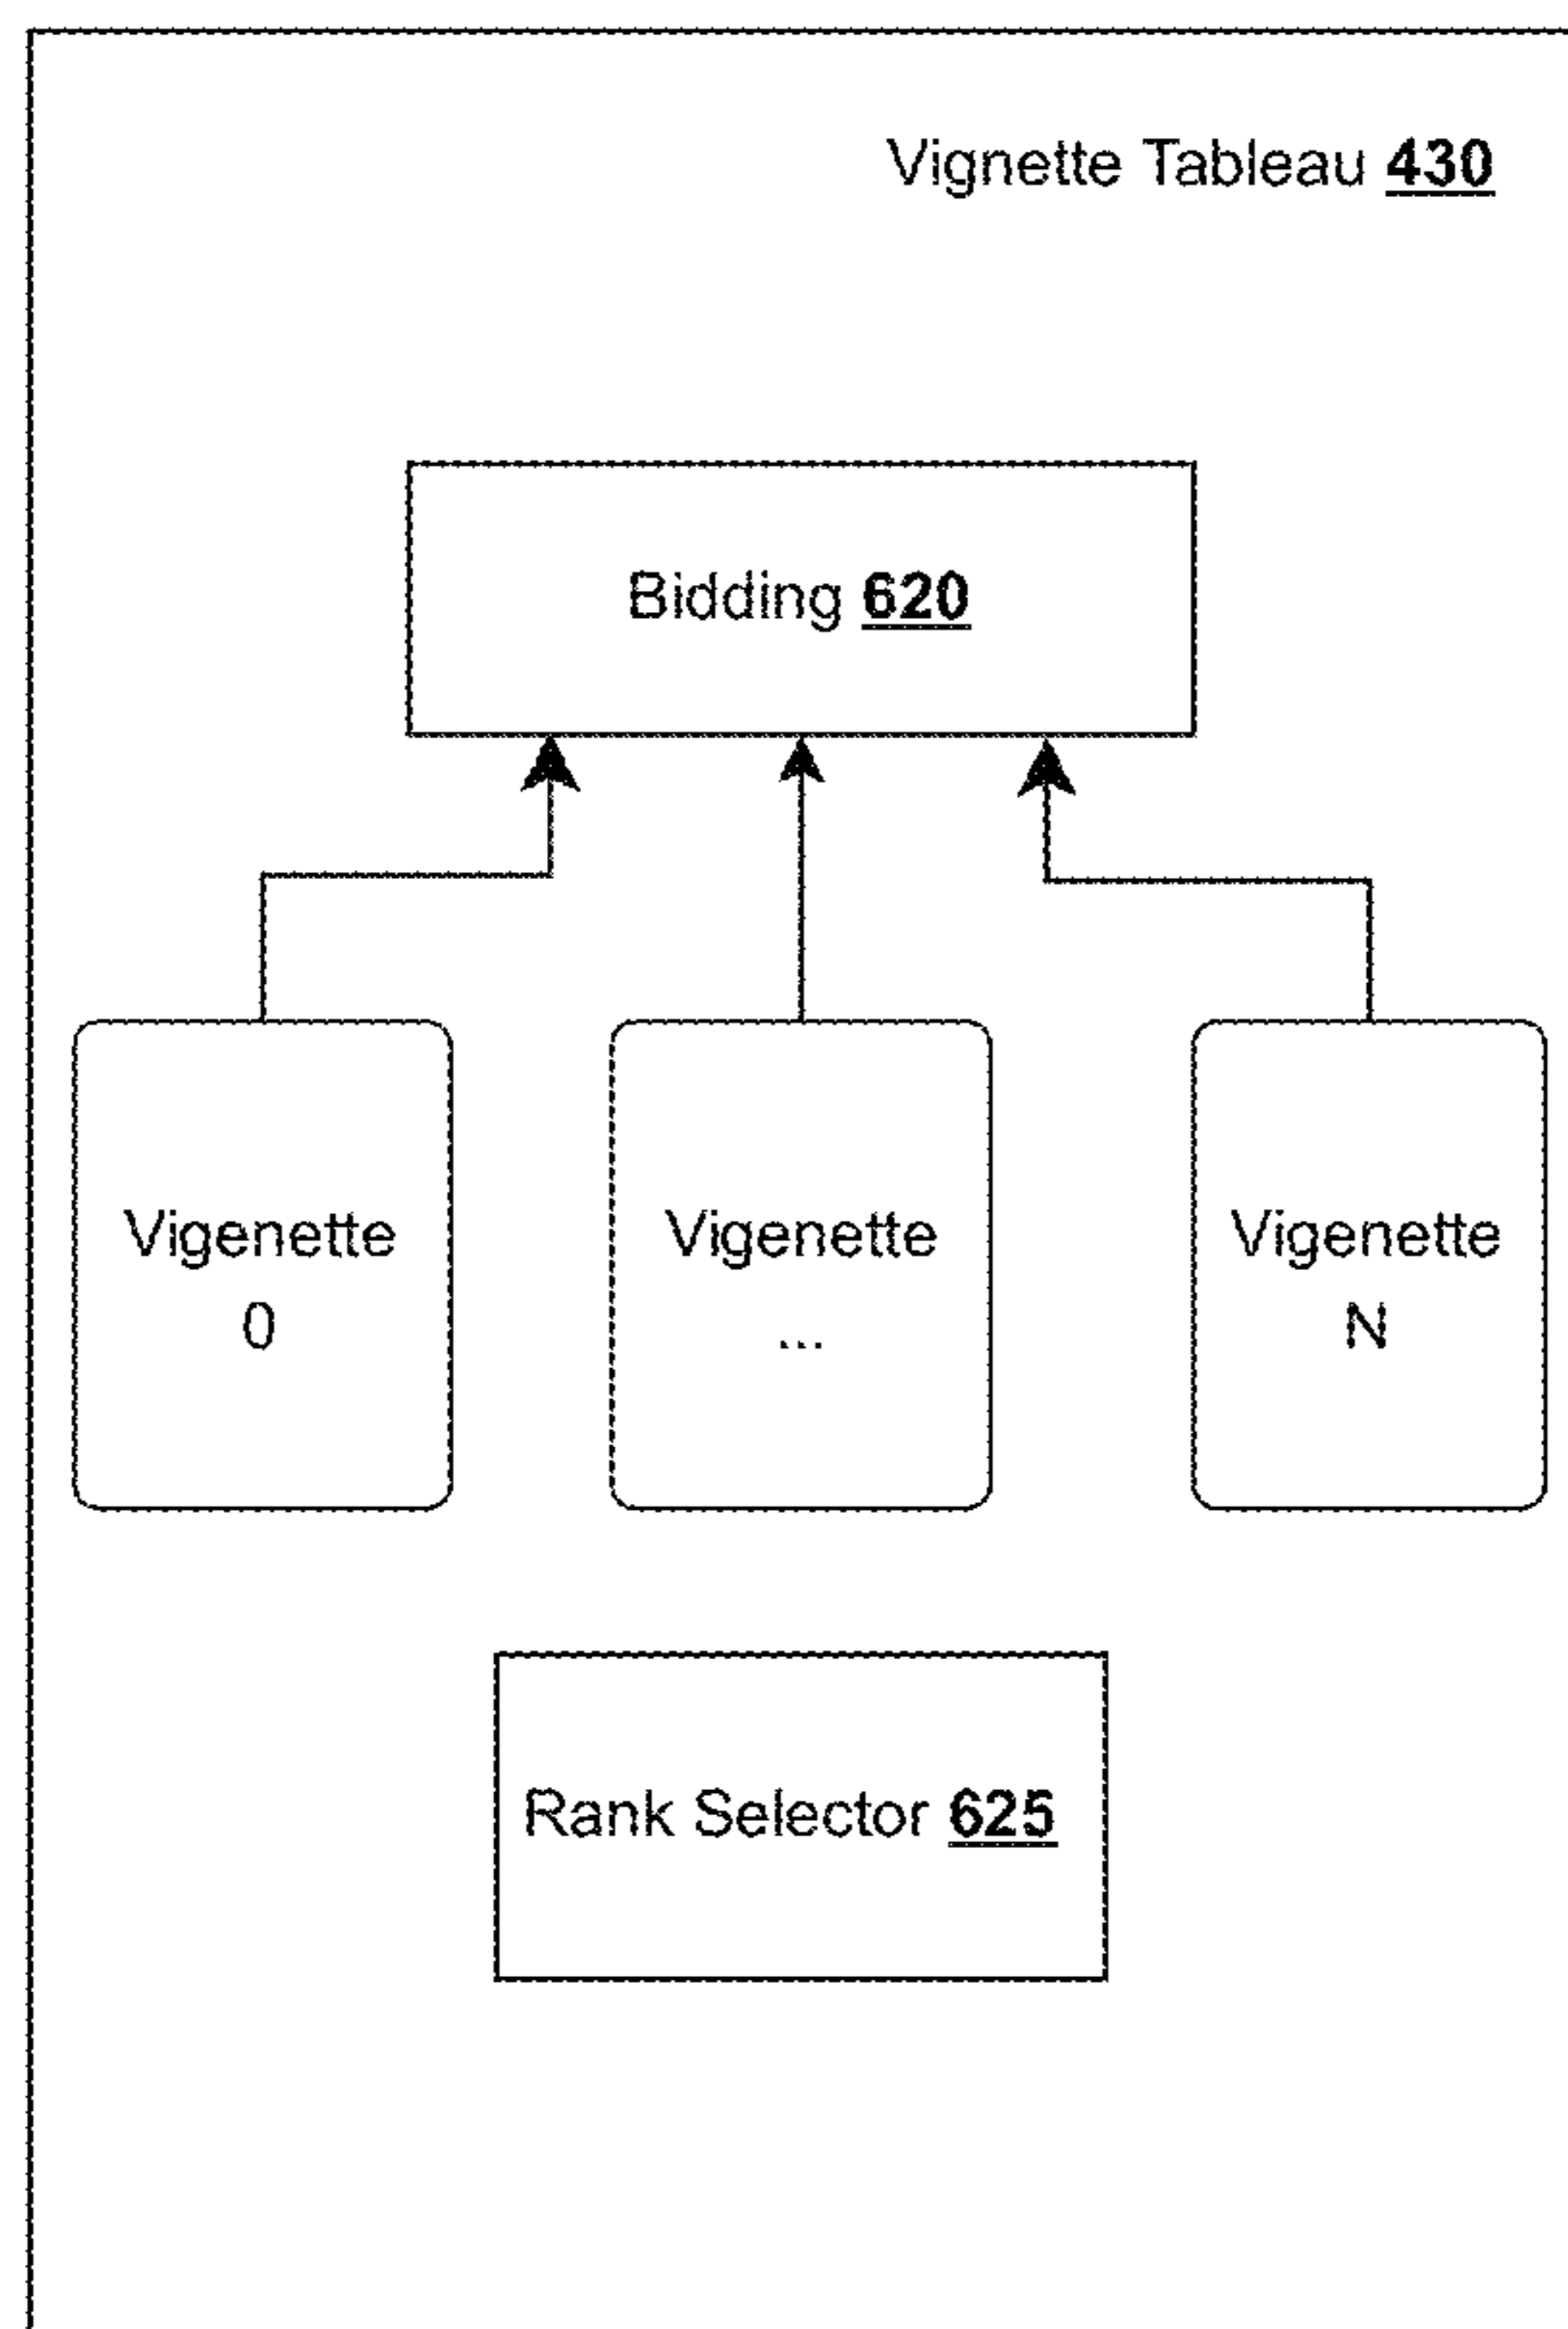 Vignette Tableau 430
Bidding 620
Vigenette
0
Vigenette
...
Vigenette
N
Rank Selector 625